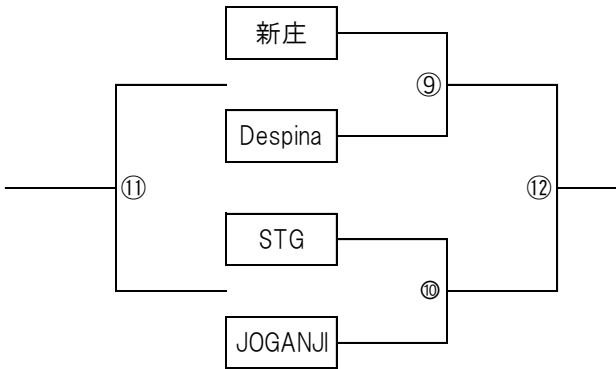 新庄
⑨
Despina
⑪
⑫
STG
⑩
JOGANJI